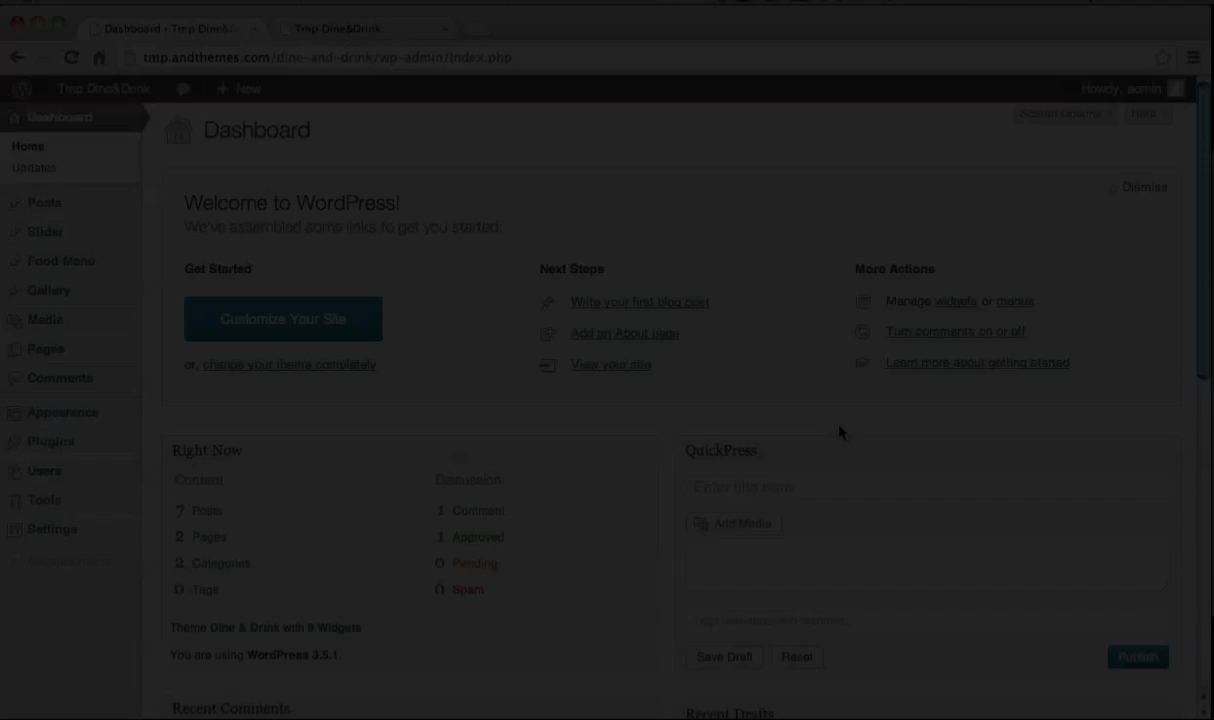 Dashboard ‹ Tmp Dine&
Tmp Dine&Drink
tmp.andthemes.com/dine-and-drink/wp-admin/index.php
Tmp Dine&Drink
+ New
Howdy, admin
Dashboard
Home
Updates
Posts
Slider
Food Menu
Gallery
Media
Pages
Comments
Appearance
Plugins
Users
Tools
Settings
Dashboard
Screen Options
Help
Dismiss
Welcome to WordPress!
We've assembled some links to get you started:
Get Started
Customize Your Site
or, change your theme completely
Next Steps
Write your first blog post
Add an About page
View your site
More Actions
Manage widgets or menus
Turn comments on or off
Learn more about getting started
Right Now
Content
7 Posts
2 Pages
2 Categories
0 Tags
Discussion
1 Comment
1 Approved
0 Pending
0 Spam
Theme Dine & Drink with 9 Widgets
You are using WordPress 3.5.1.
QuickPress
Enter title here
Add Media
Save Draft
Reset
Publish
Recent Comments
Recent Drafts